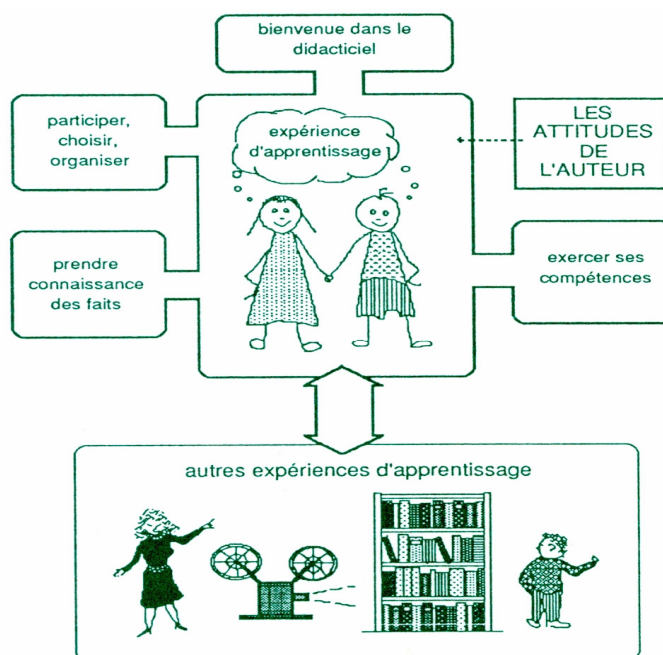 bienvenue dans le
didacticiel
participer,
choisir,
organiser
expérience
d'apprentissage
LES
ATTITUDES
DE
L'AUTEUR
prendre
connaissance
des faits
exercer ses
compétences
autres expériences d'apprentissage